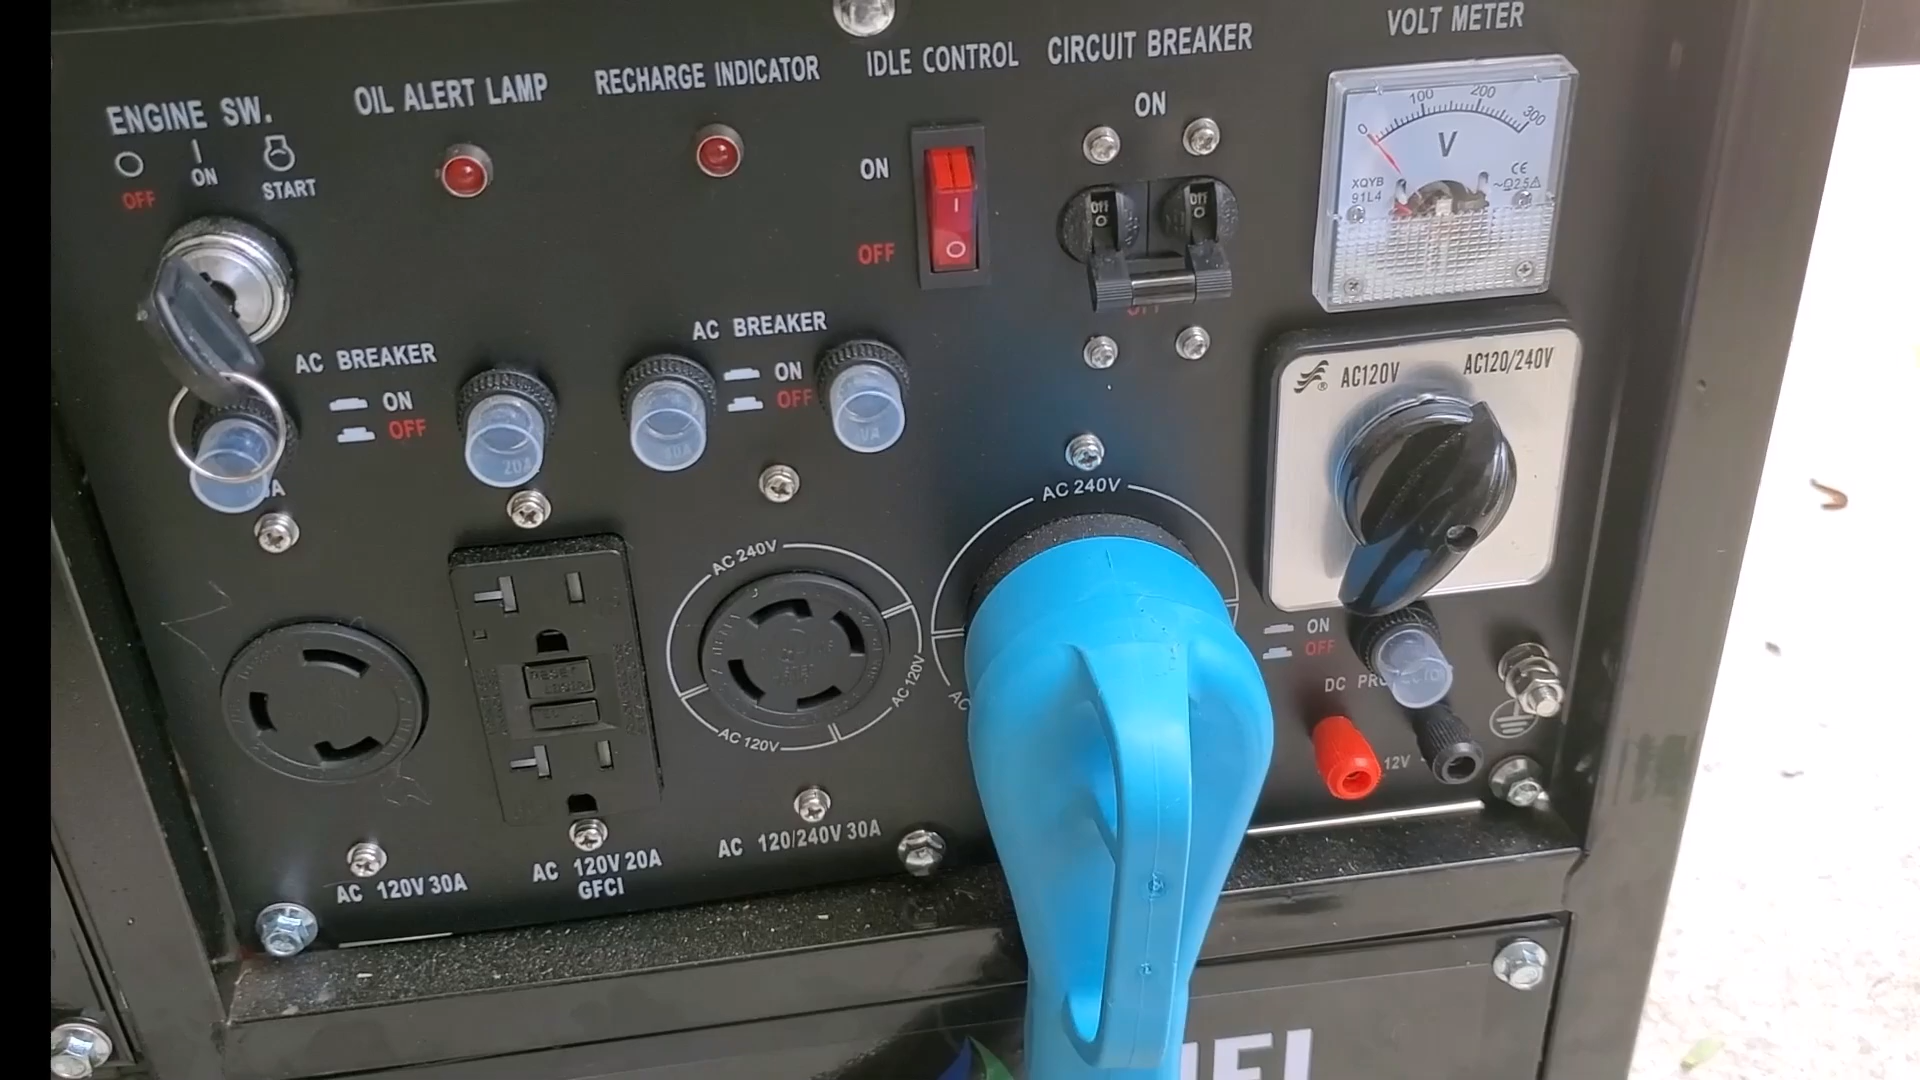 VOLT METER
CIRCUIT BREAKER
IDLE CONTROL
RECHARGE INDICATOR
OIL ALERT LAMP
ENGINE SW.
OFF
ON
START
ON
OFF
I
O
ON
Off
Off
0 100 200 300
V
XQYB
91L4
CE
AC BREAKER
ON
OFF
AC BREAKER
ON
OFF
20A
AC120V
AC120/240V
AC 240V
AC 240V
AC 120V
AC 120V
RESET
ON
OFF
DC
12V
AC 120V 30A
AC 120V 20A
GFCI
AC 120/240V 30A